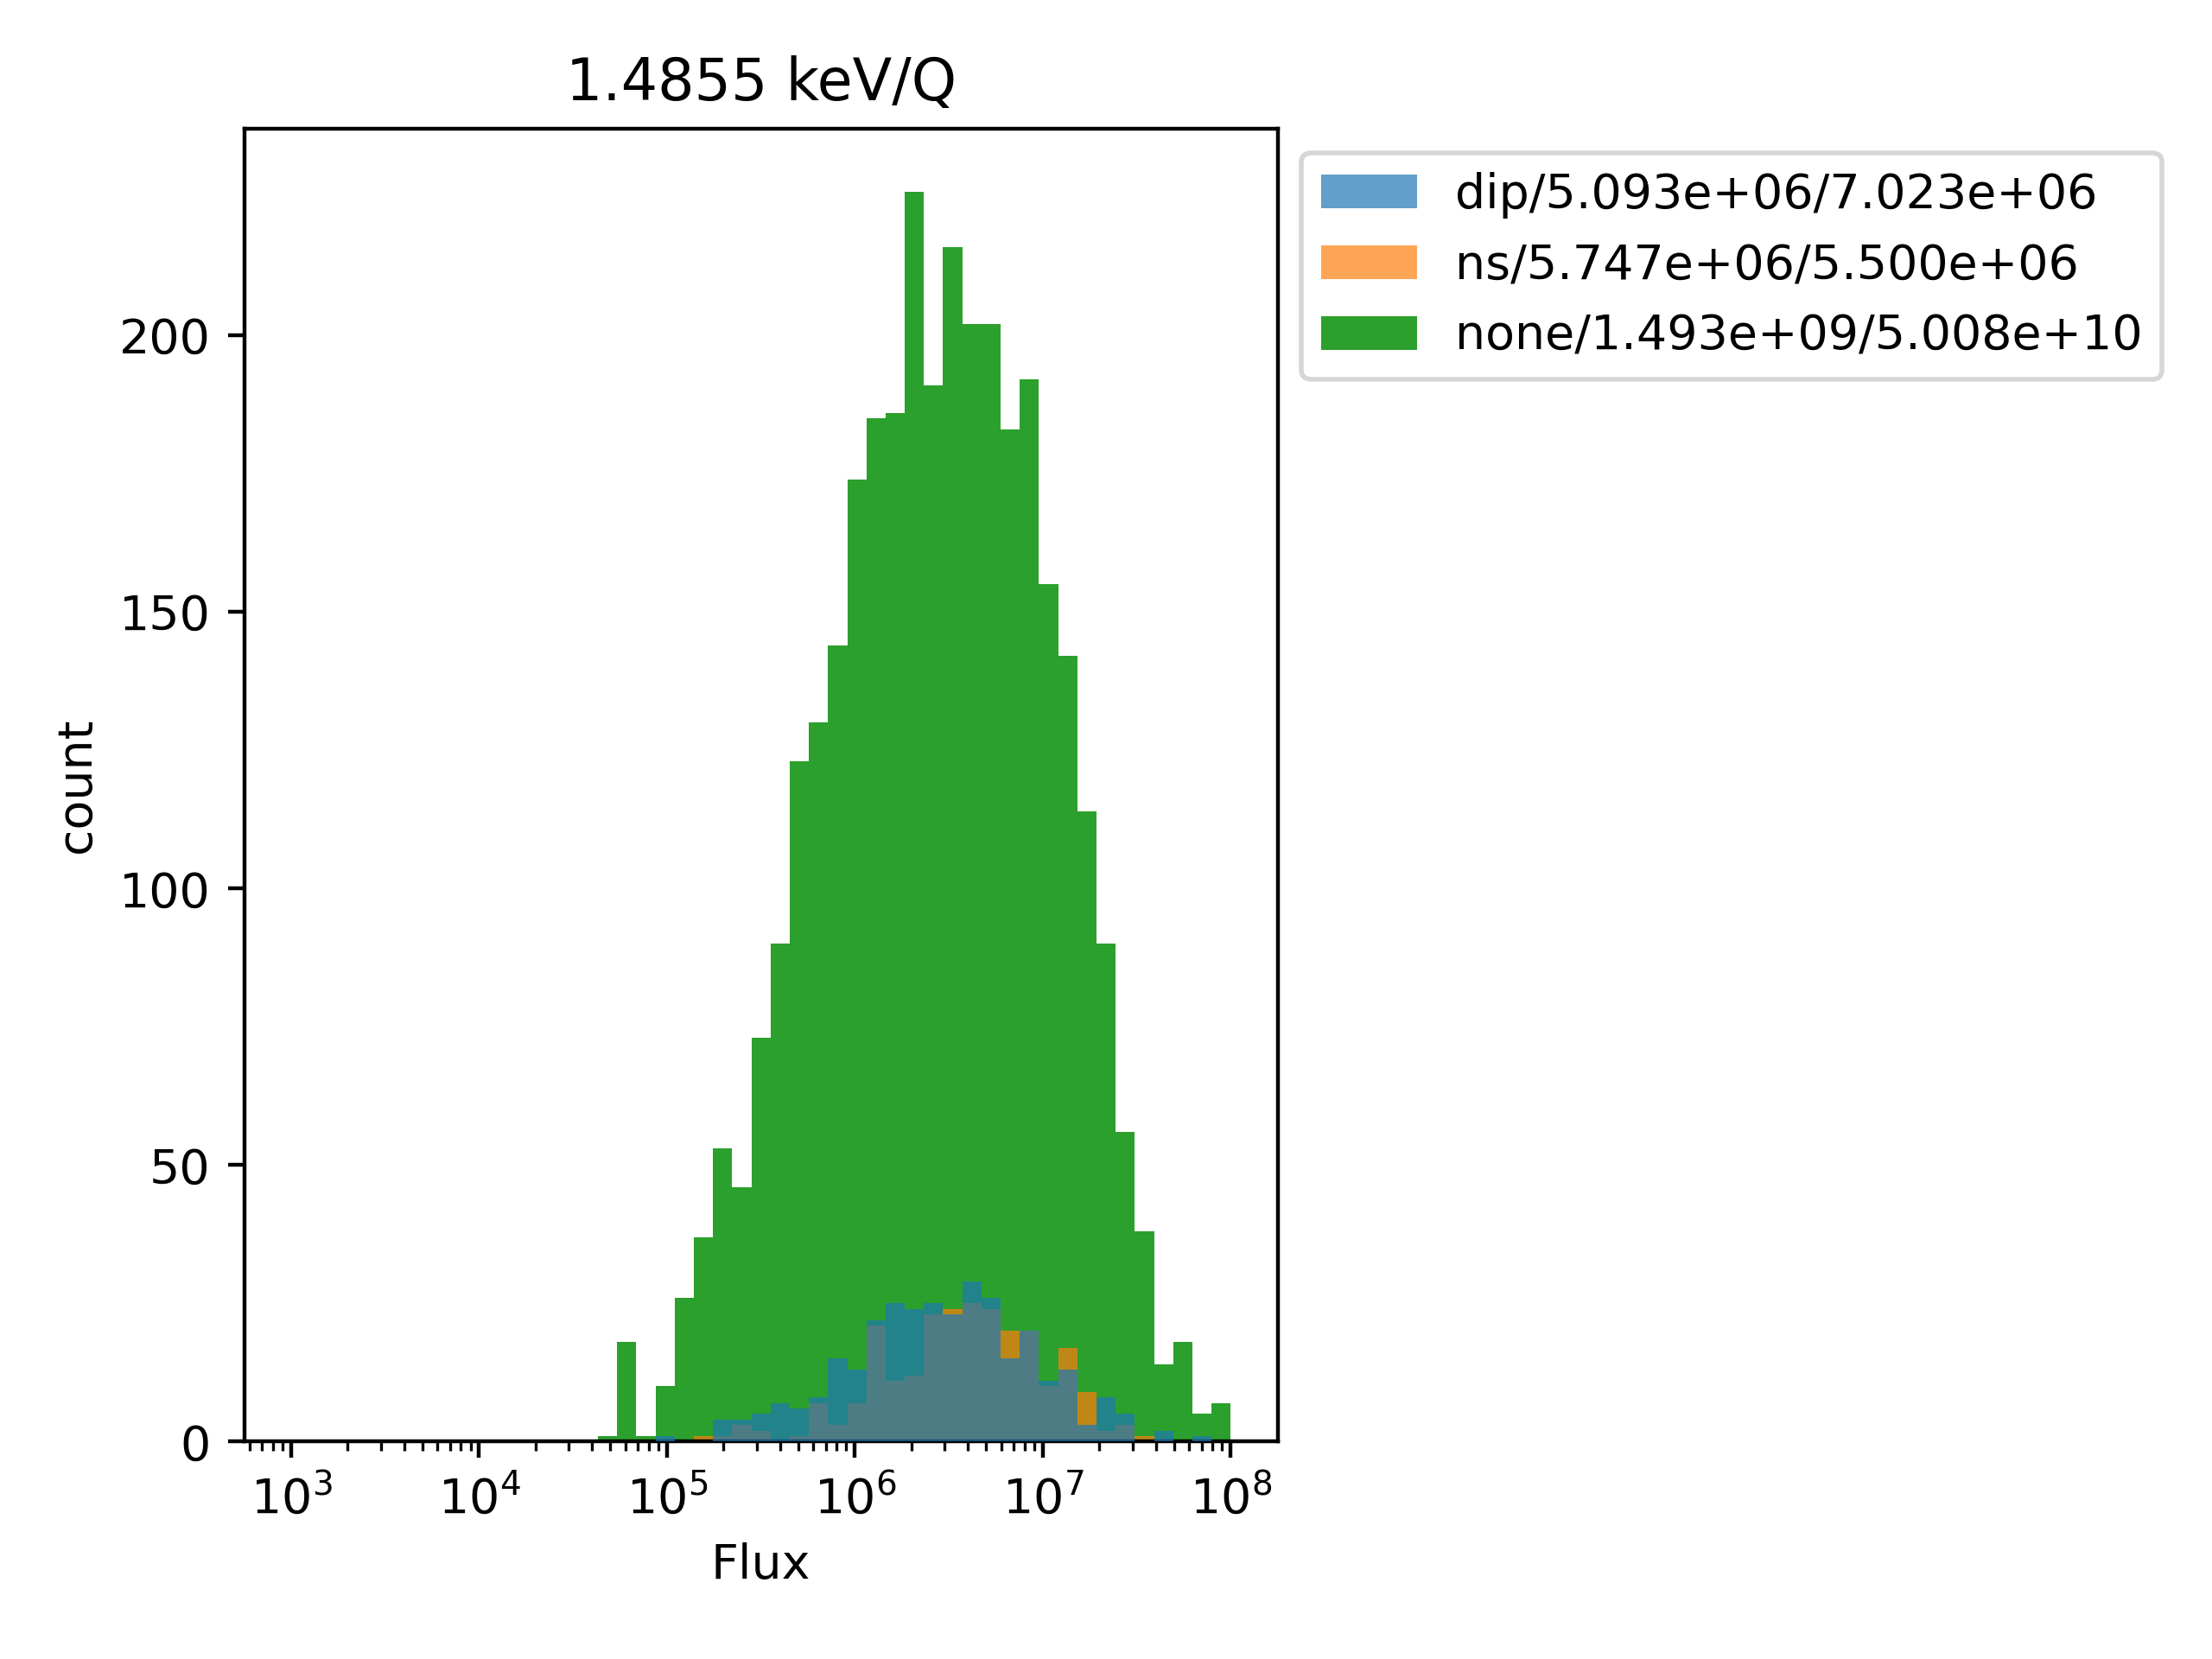 1.4855 keV/Q
dip/5.093e+06/7.023e+06
ns/5.747e+06/5.500e+06
none/1.493e+09/5.008e+10
200
150
100
50
0
count
10³ 10⁴ 10⁵ 10⁶ 10⁷ 10⁸
Flux